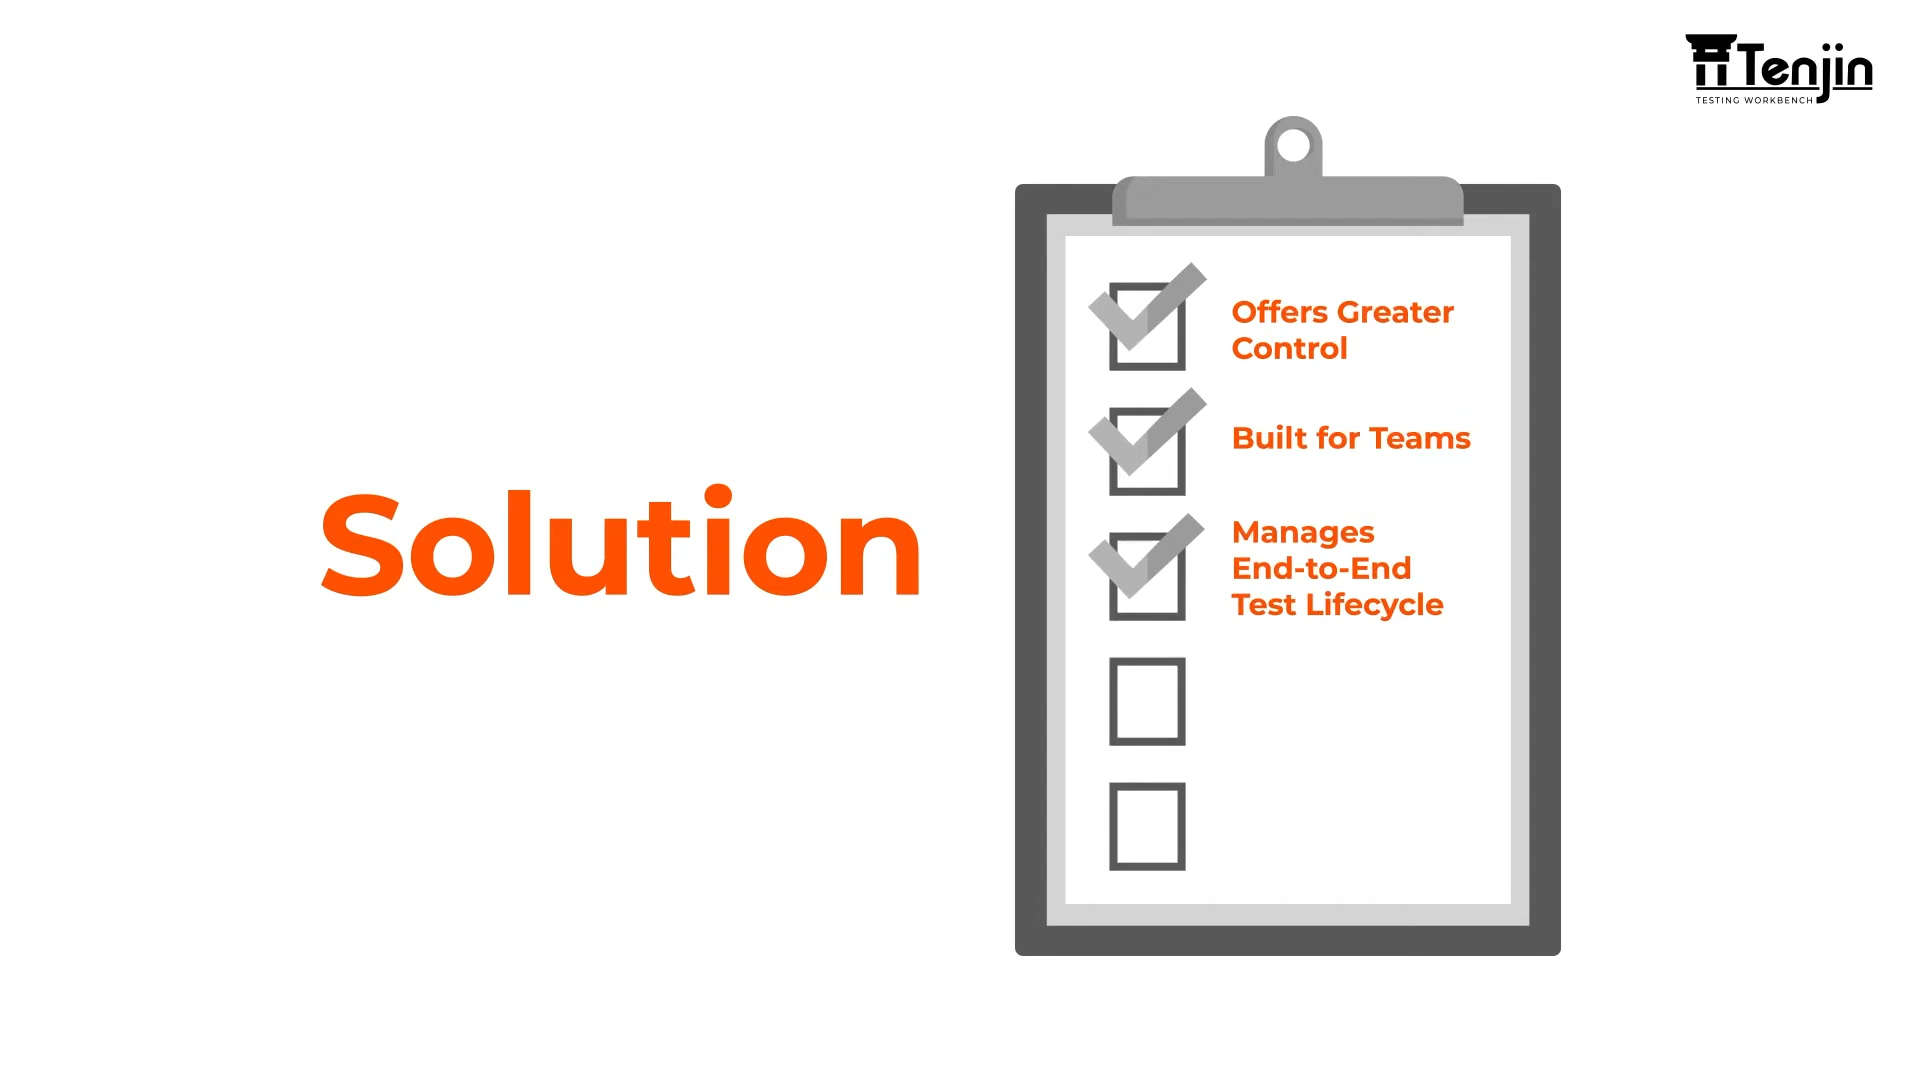 Tenjin
TESTING WORKBENCH
Solution
Offers Greater
Control
Built for Teams
Manages
End-to-End
Test Lifecycle